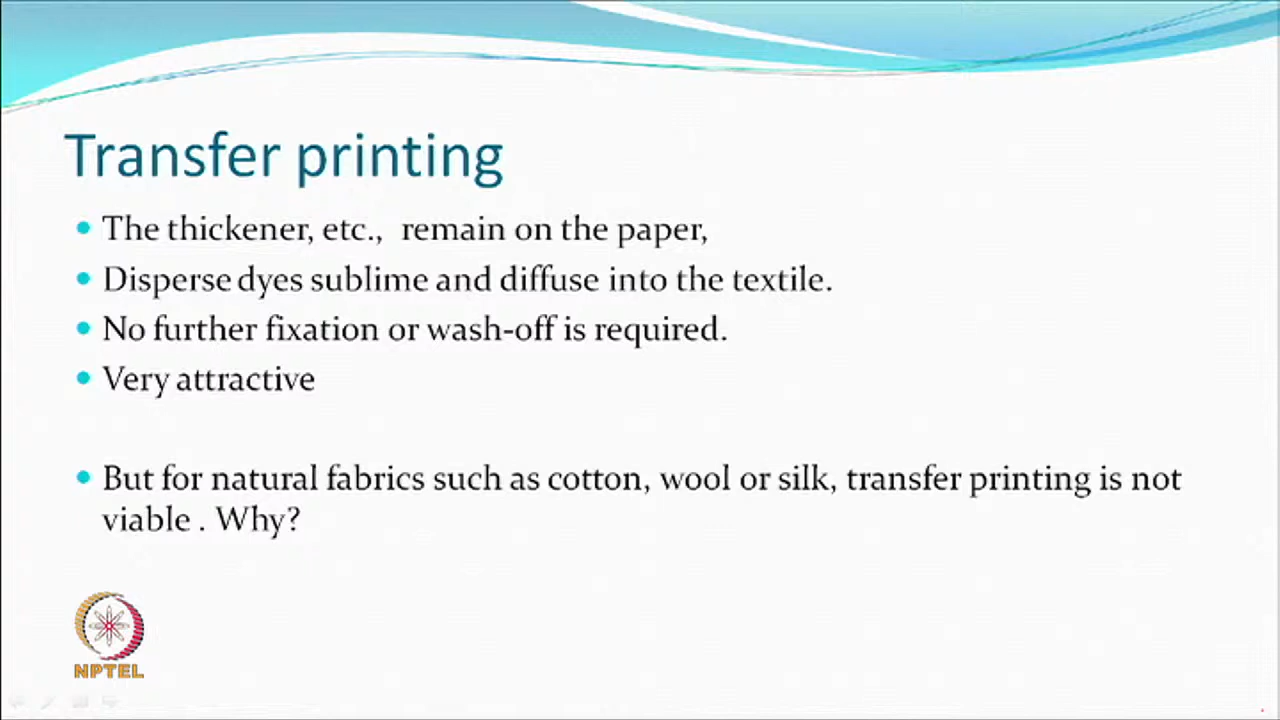 Transfer printing
The thickener, etc., remain on the paper,
Disperse dyes sublime and diffuse into the textile.
No further fixation or wash-off is required.
Very attractive
But for natural fabrics such as cotton, wool or silk, transfer printing is not
viable . Why?
NPTEL